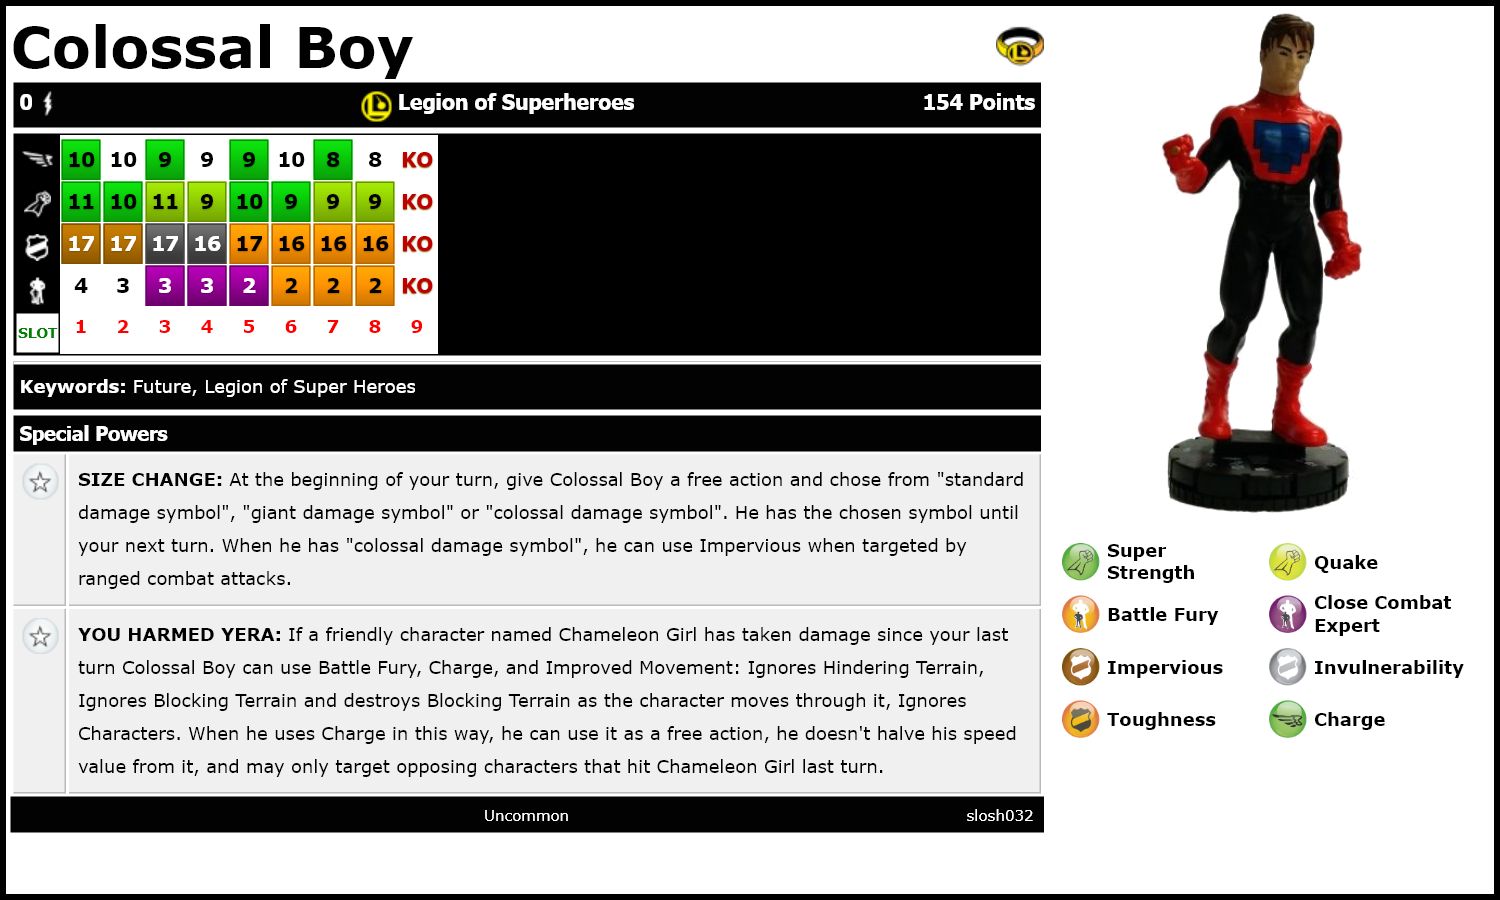 Colossal Boy
0 Legion of Superheroes 154 Points
10 10 9 9 9 10 8 8 KO
11 10 11 9 10 9 9 9 KO
17 17 17 16 17 16 16 16 KO
4 3 3 3 2 2 2 2 KO
SLOT 1 2 3 4 5 6 7 8 9
Keywords: Future, Legion of Super Heroes
Special Powers
SIZE CHANGE: At the beginning of your turn, give Colossal Boy a free action and chose from "standard
damage symbol", "giant damage symbol" or "colossal damage symbol". He has the chosen symbol until
your next turn. When he has "colossal damage symbol", he can use Impervious when targeted by
ranged combat attacks.
YOU HARMED YERA: If a friendly character named Chameleon Girl has taken damage since your last
turn Colossal Boy can use Battle Fury, Charge, and Improved Movement: Ignores Hindering Terrain,
Ignores Blocking Terrain and destroys Blocking Terrain as the character moves through it, Ignores
Characters. When he uses Charge in this way, he can use it as a free action, he doesn't halve his speed
value from it, and may only target opposing characters that hit Chameleon Girl last turn.
Uncommon slosh032
Super
Strength
Quake
Battle Fury
Close Combat
Expert
Impervious
Invulnerability
Toughness
Charge